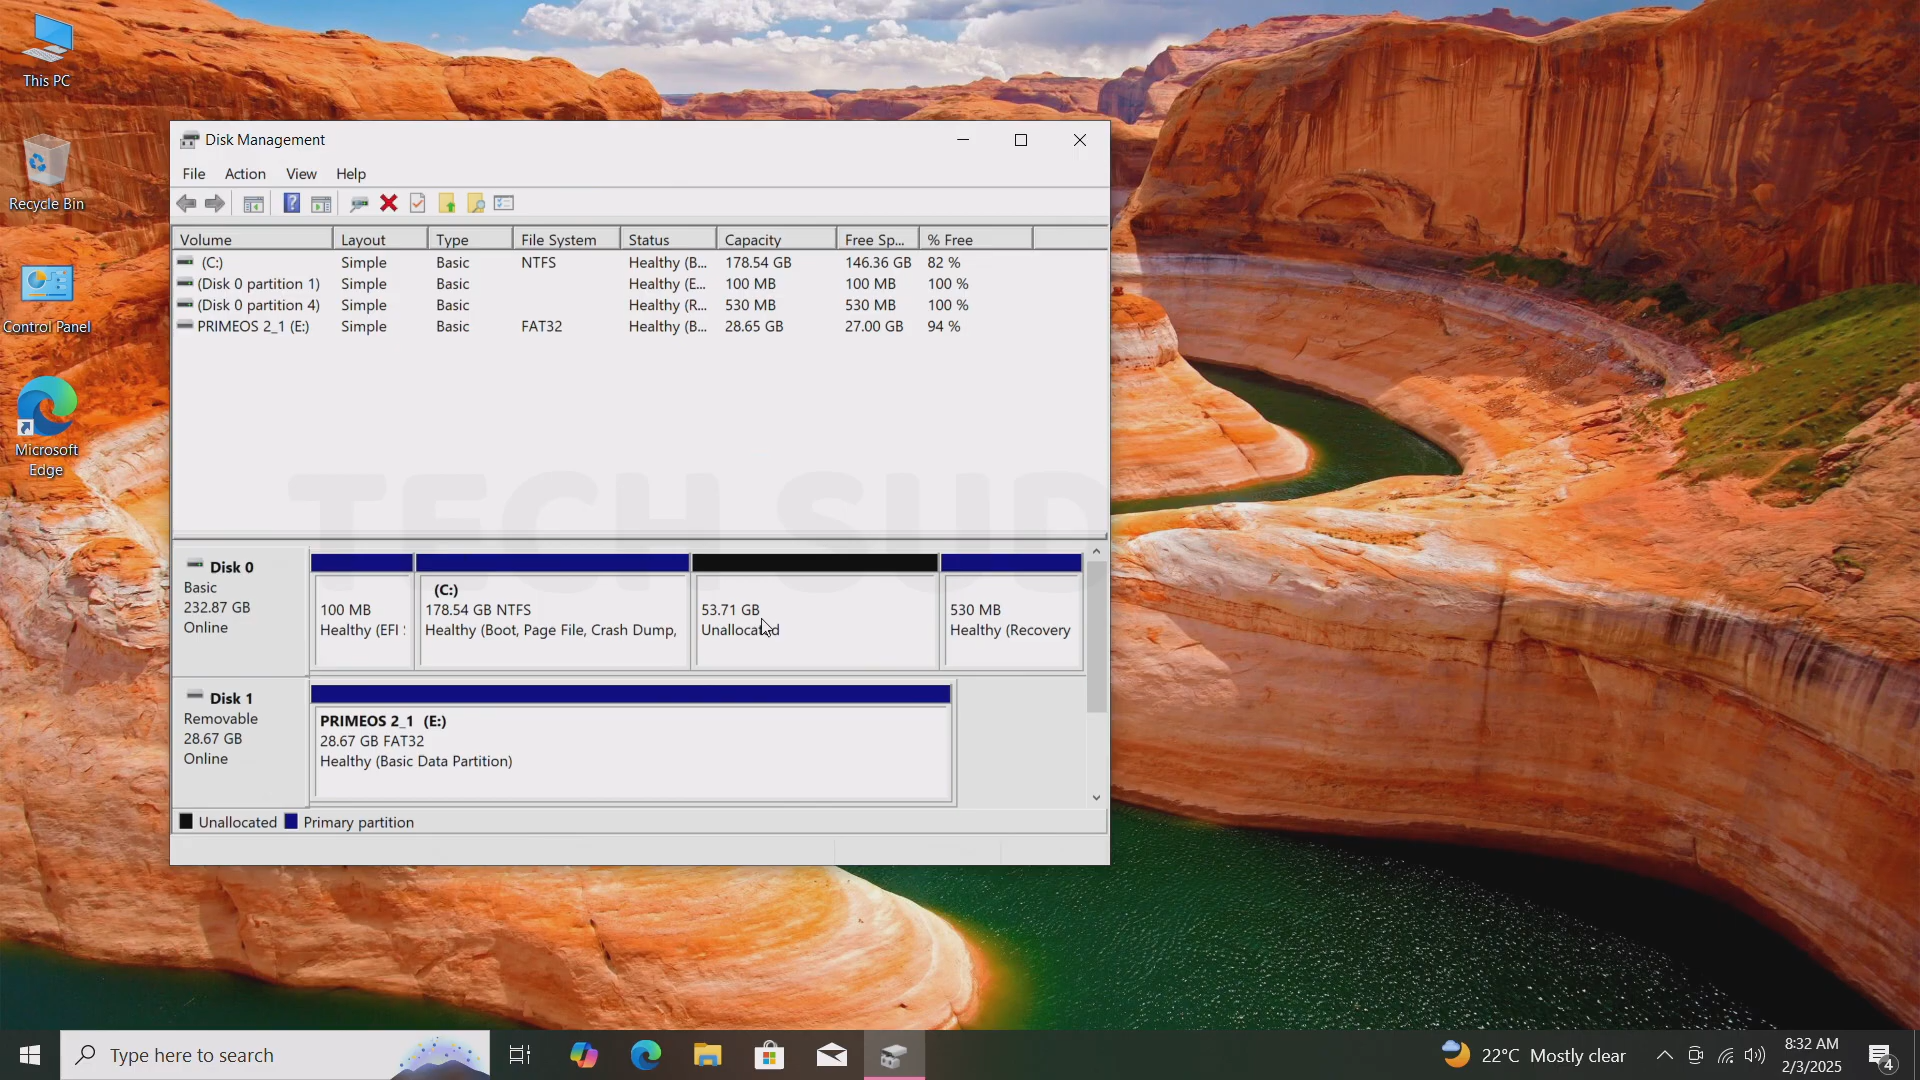 This PC
Recycle Bin
Control Panel
Microsoft
Edge
Disk Management
File Action View Help
Volume Layout Type File System Status Capacity Free Sp... % Free
(C:) Simple Basic NTFS Healthy (B... 178.54 GB 146.36 GB 82 %
(Disk 0 partition 1) Simple Basic Healthy (E... 100 MB 100 MB 100 %
(Disk 0 partition 4) Simple Basic Healthy (R... 530 MB 530 MB 100 %
PRIMEOS 2_1 (E:) Simple Basic FAT32 Healthy (B... 28.65 GB 27.00 GB 94 %
TECH SUD
Disk 0
Basic
232.87 GB
Online
100 MB
Healthy (EFI :
(C:)
178.54 GB NTFS
Healthy (Boot, Page File, Crash Dump,
53.71 GB
Unallocated
530 MB
Healthy (Recovery
Disk 1
Removable
28.67 GB
Online
PRIMEOS 2_1 (E:)
28.67 GB FAT32
Healthy (Basic Data Partition)
Unallocated Primary partition
Type here to search
22°C Mostly clear
8:32 AM
2/3/2025
4